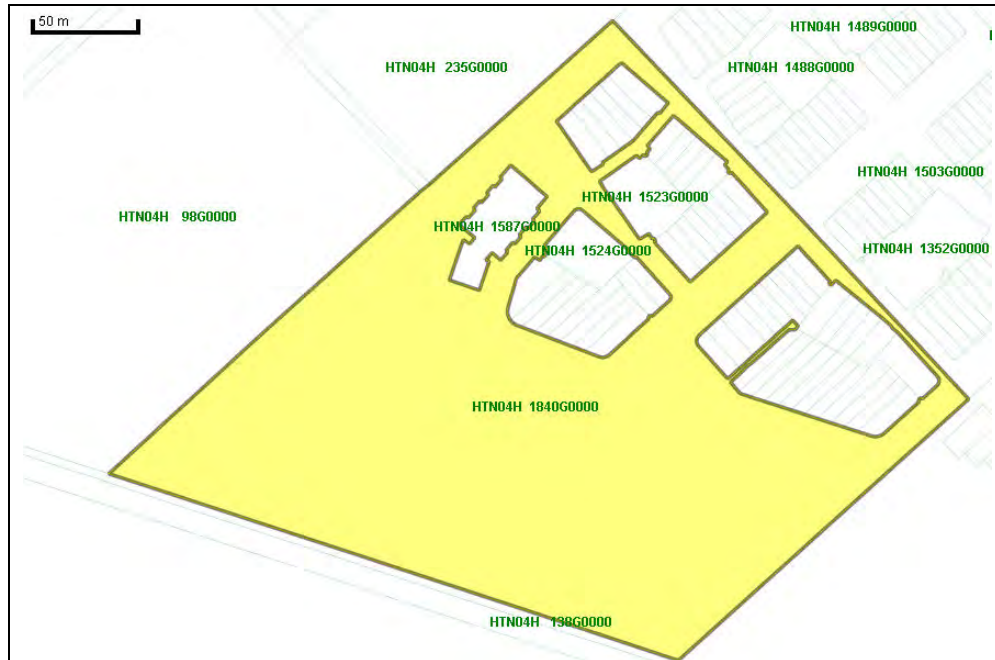 50 m
HTN04H 1489G0000
HTN04H 235G0000
HTN04H 1488G0000
HTN04H 1503G0000
HTN04H 1523G0000
HTN04H 98G0000
HTN04H 1587G0000
HTN04H 1524G0000
HTN04H 1352G0000
HTN04H 1840G0000
HTN04H 138G0000